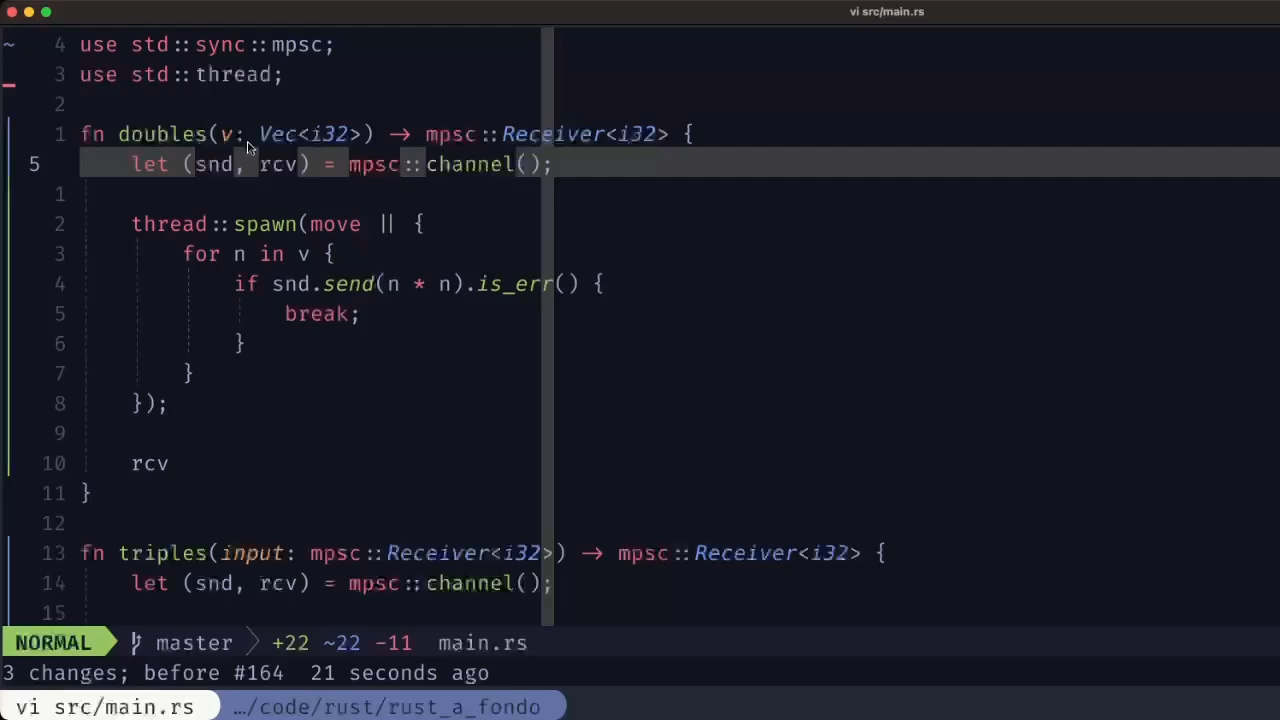 vi src/main.rs
~ 4 use std::sync::mpsc;
3 use std::thread;
2
1 fn doubles(v: Vec<i32>) → mpsc::Receiver<i32> {
5 let (snd, rcv) = mpsc::channel();
1
2 thread::spawn(move || {
3 for n in v {
4 if snd.send(n * n).is_err() {
5 break;
6 }
7 }
8 });
9
10 rcv
11 }
12
13 fn triples(input: mpsc::Receiver<i32>) → mpsc::Receiver<i32> {
14 let (snd, rcv) = mpsc::channel();
15
NORMAL master +22 ~22 -11 main.rs
3 changes; before #164 21 seconds ago
vi src/main.rs …/code/rust/rust_a_fondo